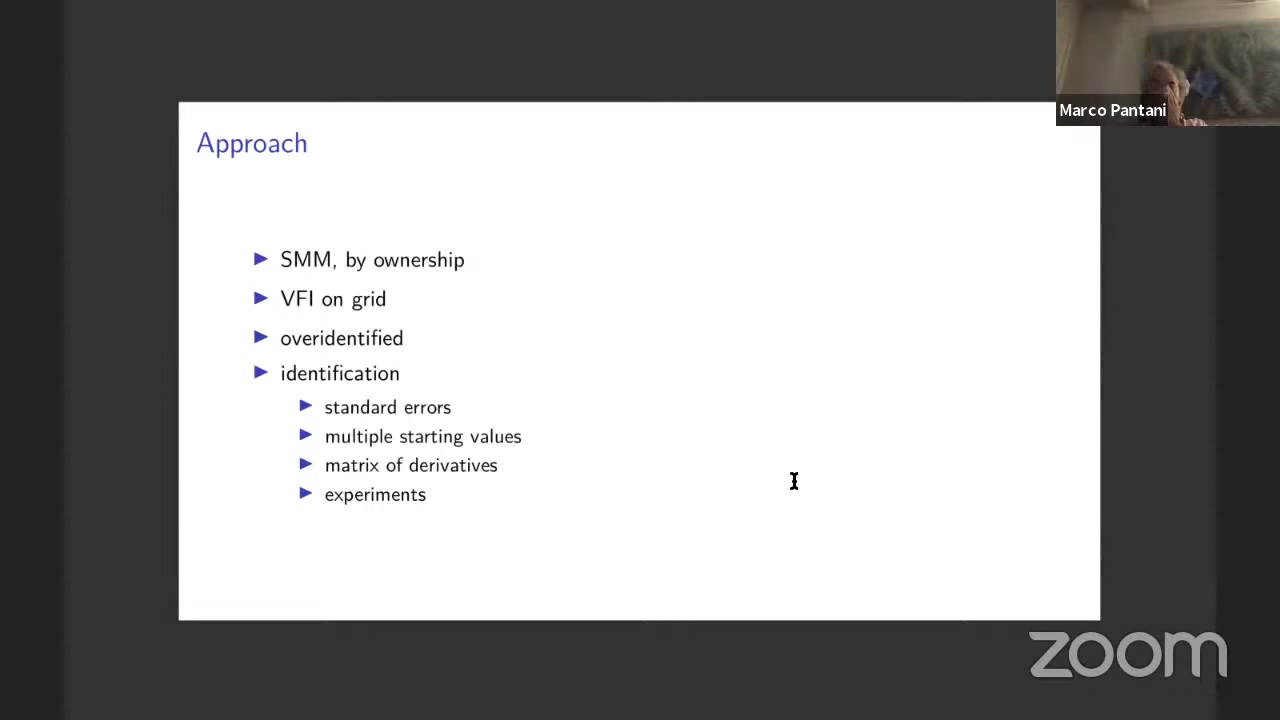 Marco Pantani
Approach
SMM, by ownership
VFI on grid
overidentified
identification
standard errors
multiple starting values
matrix of derivatives
experiments
zoom